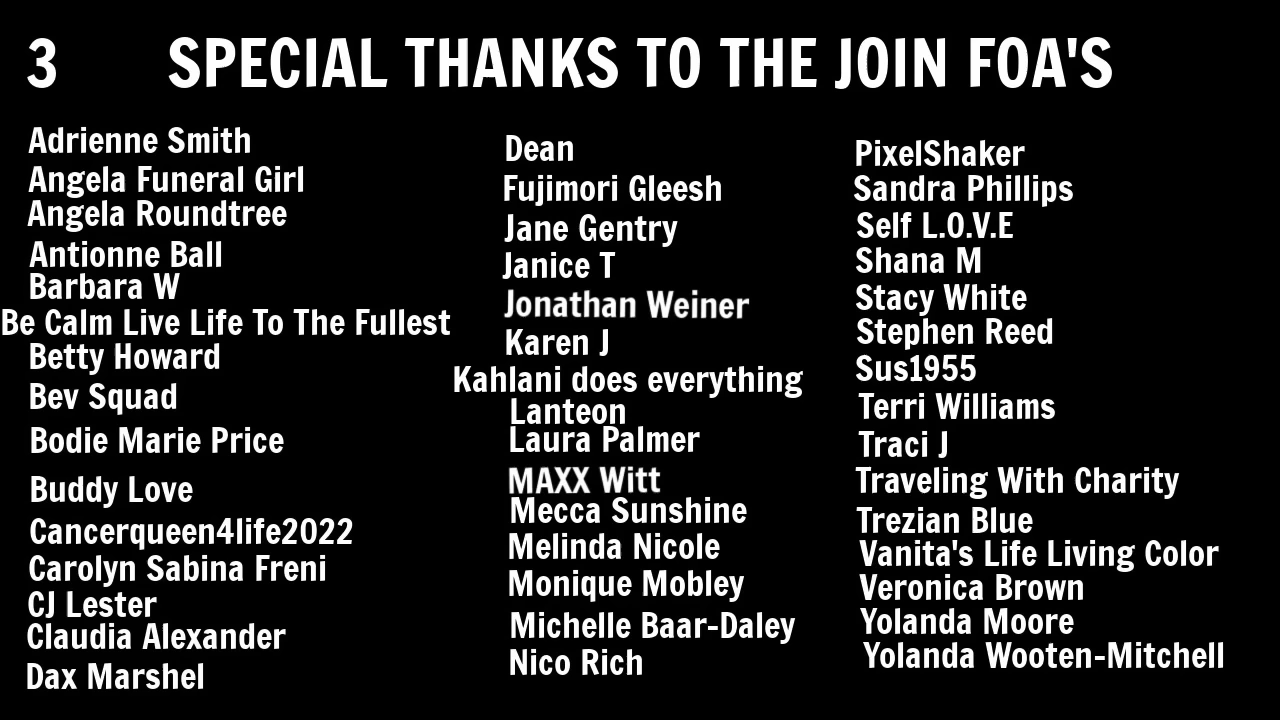 3 SPECIAL THANKS TO THE JOIN FOA'S
Adrienne Smith
Angela Funeral Girl
Angela Roundtree
Antionne Ball
Barbara W
Be Calm Live Life To The Fullest
Betty Howard
Bev Squad
Bodie Marie Price
Buddy Love
Cancerqueen4life2022
Carolyn Sabina Freni
CJ Lester
Claudia Alexander
Dax Marshel
Dean
Fujimori Gleesh
Jane Gentry
Janice T
Jonathan Weiner
Karen J
Kahlani does everything
Lanteon
Laura Palmer
MAXX Witt
Mecca Sunshine
Melinda Nicole
Monique Mobley
Michelle Baar-Daley
Nico Rich
PixelShaker
Sandra Phillips
Self L.O.V.E
Shana M
Stacy White
Stephen Reed
Sus1955
Terri Williams
Traci J
Traveling With Charity
Trezian Blue
Vanita's Life Living Color
Veronica Brown
Yolanda Moore
Yolanda Wooten-Mitchell